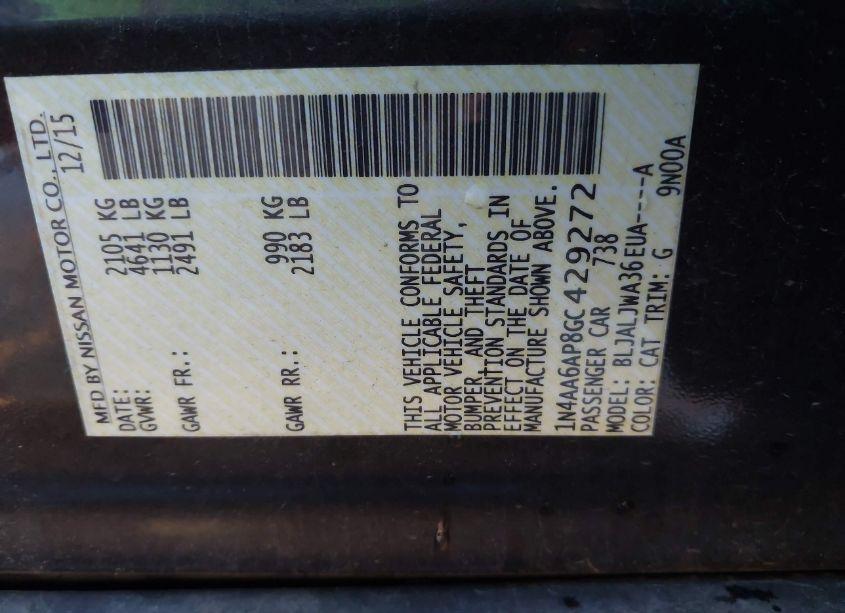 MFD BY NISSAN MOTOR CO., LTD.
DATE: 12/15
GVWR: 2105 KG
4641 LB
GAWR FR.: 1130 KG
2491 LB
GAWR RR.: 990 KG
2183 LB
THIS VEHICLE CONFORMS TO
ALL APPLICABLE FEDERAL
MOTOR VEHICLE SAFETY,
BUMPER, AND THEFT
PREVENTION STANDARDS IN
EFFECT ON THE DATE OF
MANUFACTURE SHOWN ABOVE.
1N4AA6AP8GC429272
PASSENGER CAR 738
MODEL: BLJALJWA36EUA----A
COLOR: CAT TRIM: G 9N00A